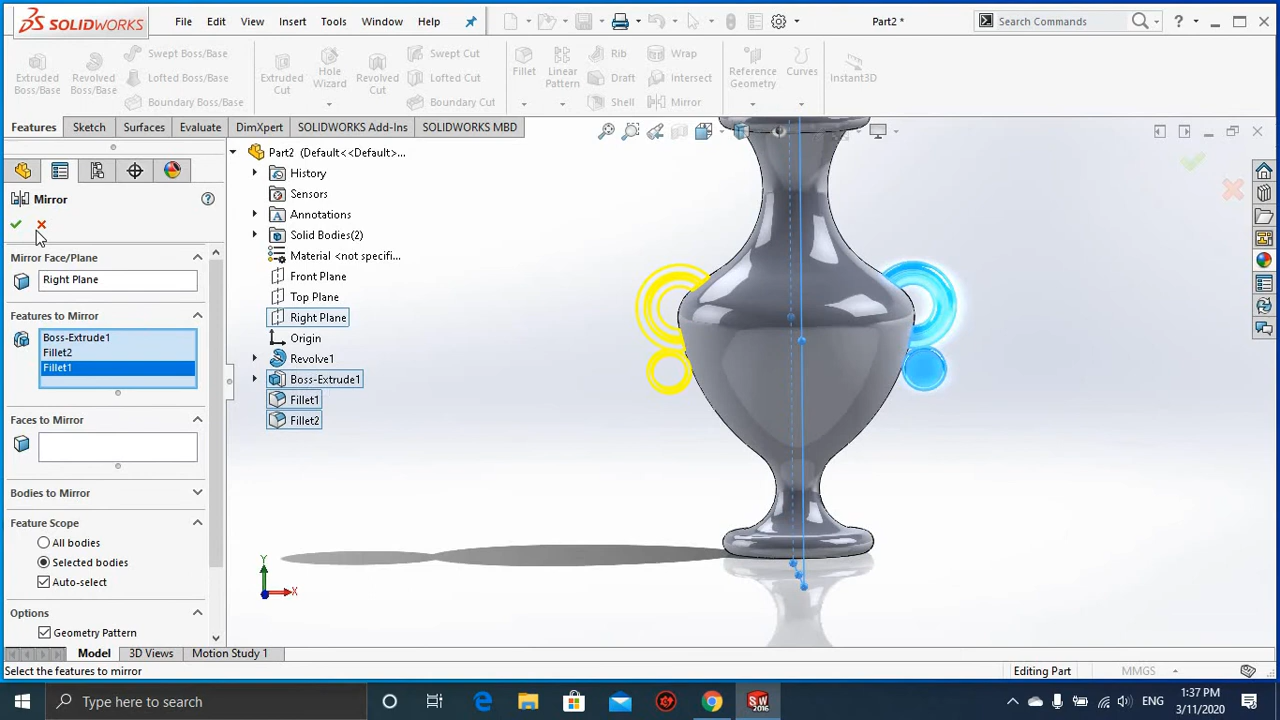 SOLIDWORKS
File Edit View Insert Tools Window Help
Part2 *
Search Commands
Extruded Boss/Base
Revolved Boss/Base
Swept Boss/Base
Lofted Boss/Base
Boundary Boss/Base
Extruded Cut
Hole Wizard
Revolved Cut
Swept Cut
Lofted Cut
Boundary Cut
Fillet
Linear Pattern
Rib
Draft
Shell
Wrap
Intersect
Mirror
Reference Geometry
Curves
Instant3D
Features Sketch Surfaces Evaluate DimXpert SOLIDWORKS Add-Ins SOLIDWORKS MBD
Mirror
?
Mirror Face/Plane
Right Plane
Features to Mirror
Boss-Extrude1
Fillet2
Fillet1
Faces to Mirror
Bodies to Mirror
Feature Scope
All bodies
Selected bodies
Auto-select
Options
Geometry Pattern
Part2 (Default<<Default>...
History
Sensors
Annotations
Solid Bodies(2)
Material <not specifi...
Front Plane
Top Plane
Right Plane
Origin
Revolve1
Boss-Extrude1
Fillet1
Fillet2
Y
X
Model 3D Views Motion Study 1
Select the features to mirror
Editing Part
MMGS
Type here to search
SW
2016
ENG
1:37 PM
3/11/2020